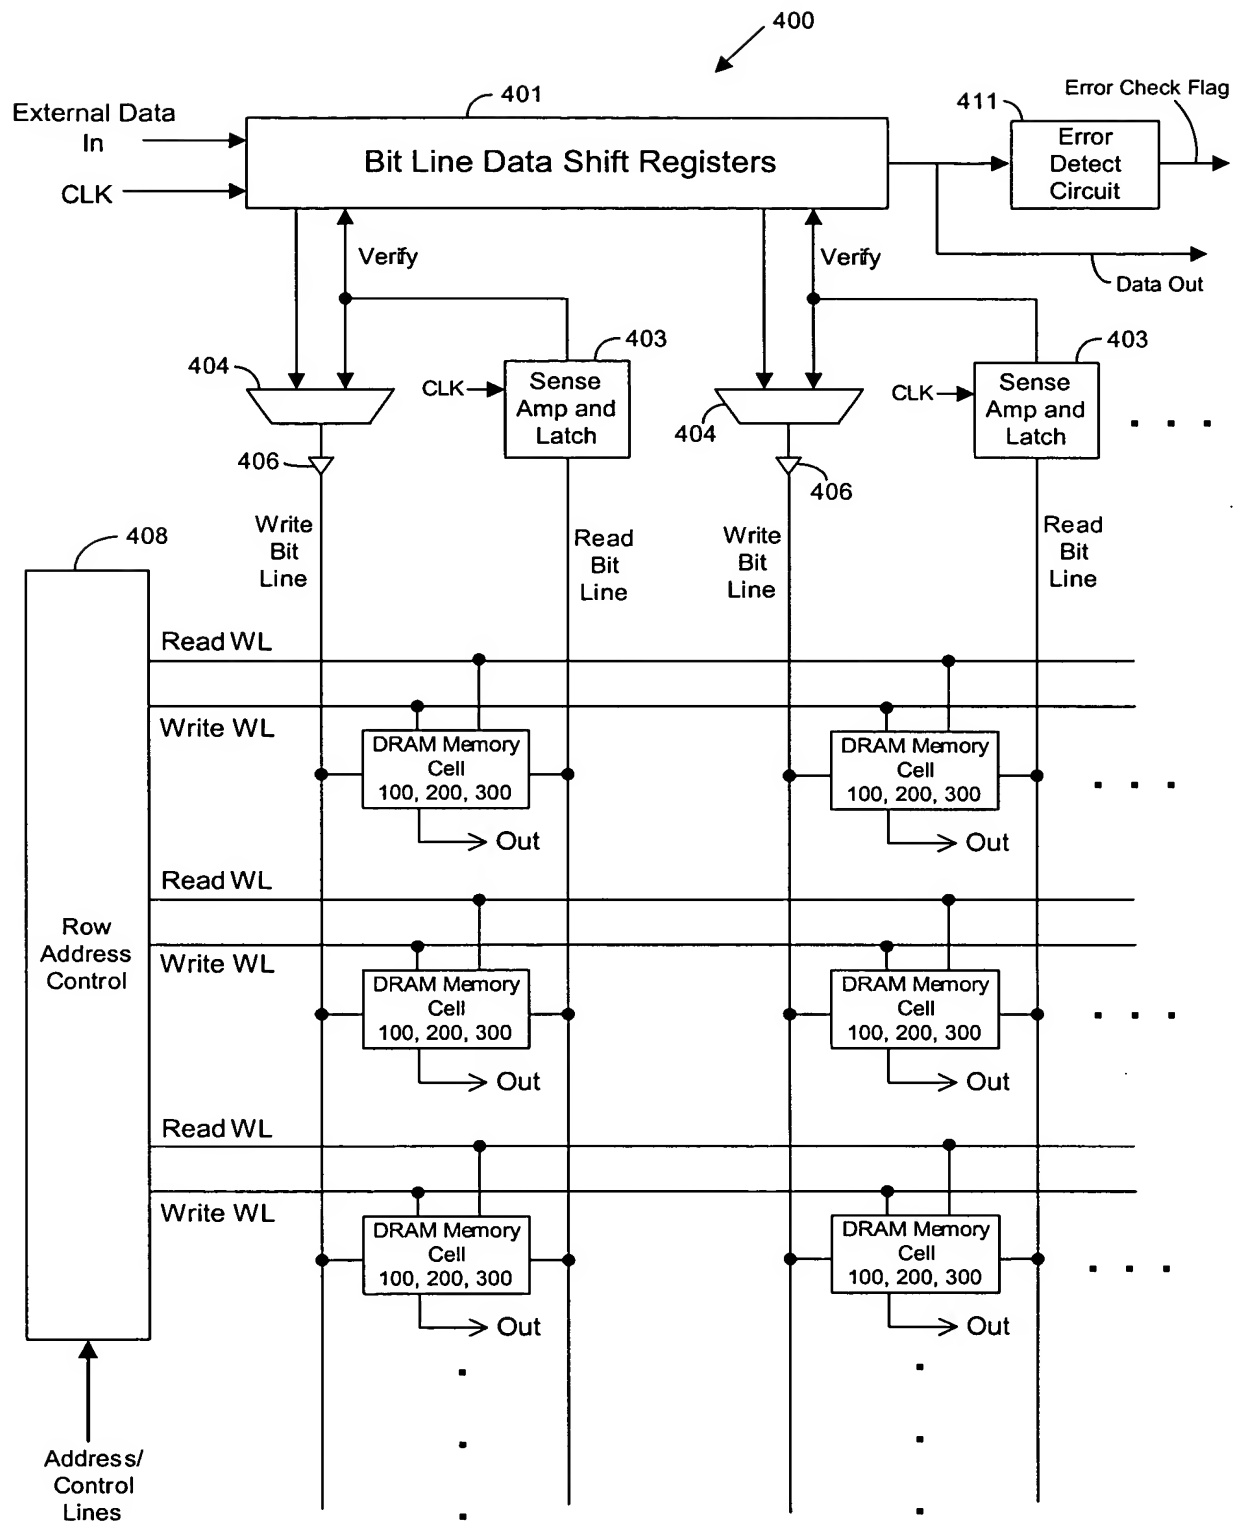 400
401
External Data
In
CLK
Bit Line Data Shift Registers
411
Error Check Flag
Error
Detect
Circuit
Data Out
Verify
Verify
404
403
CLK
Sense
Amp and
Latch
404
403
CLK
Sense
Amp and
Latch
406
406
Write
Bit
Line
Read
Bit
Line
Write
Bit
Line
Read
Bit
Line
408
Row
Address
Control
Read WL
Write WL
DRAM Memory
Cell
100, 200, 300
Out
DRAM Memory
Cell
100, 200, 300
Out
Read WL
Write WL
DRAM Memory
Cell
100, 200, 300
Out
DRAM Memory
Cell
100, 200, 300
Out
Read WL
Write WL
DRAM Memory
Cell
100, 200, 300
Out
DRAM Memory
Cell
100, 200, 300
Out
Address/
Control
Lines